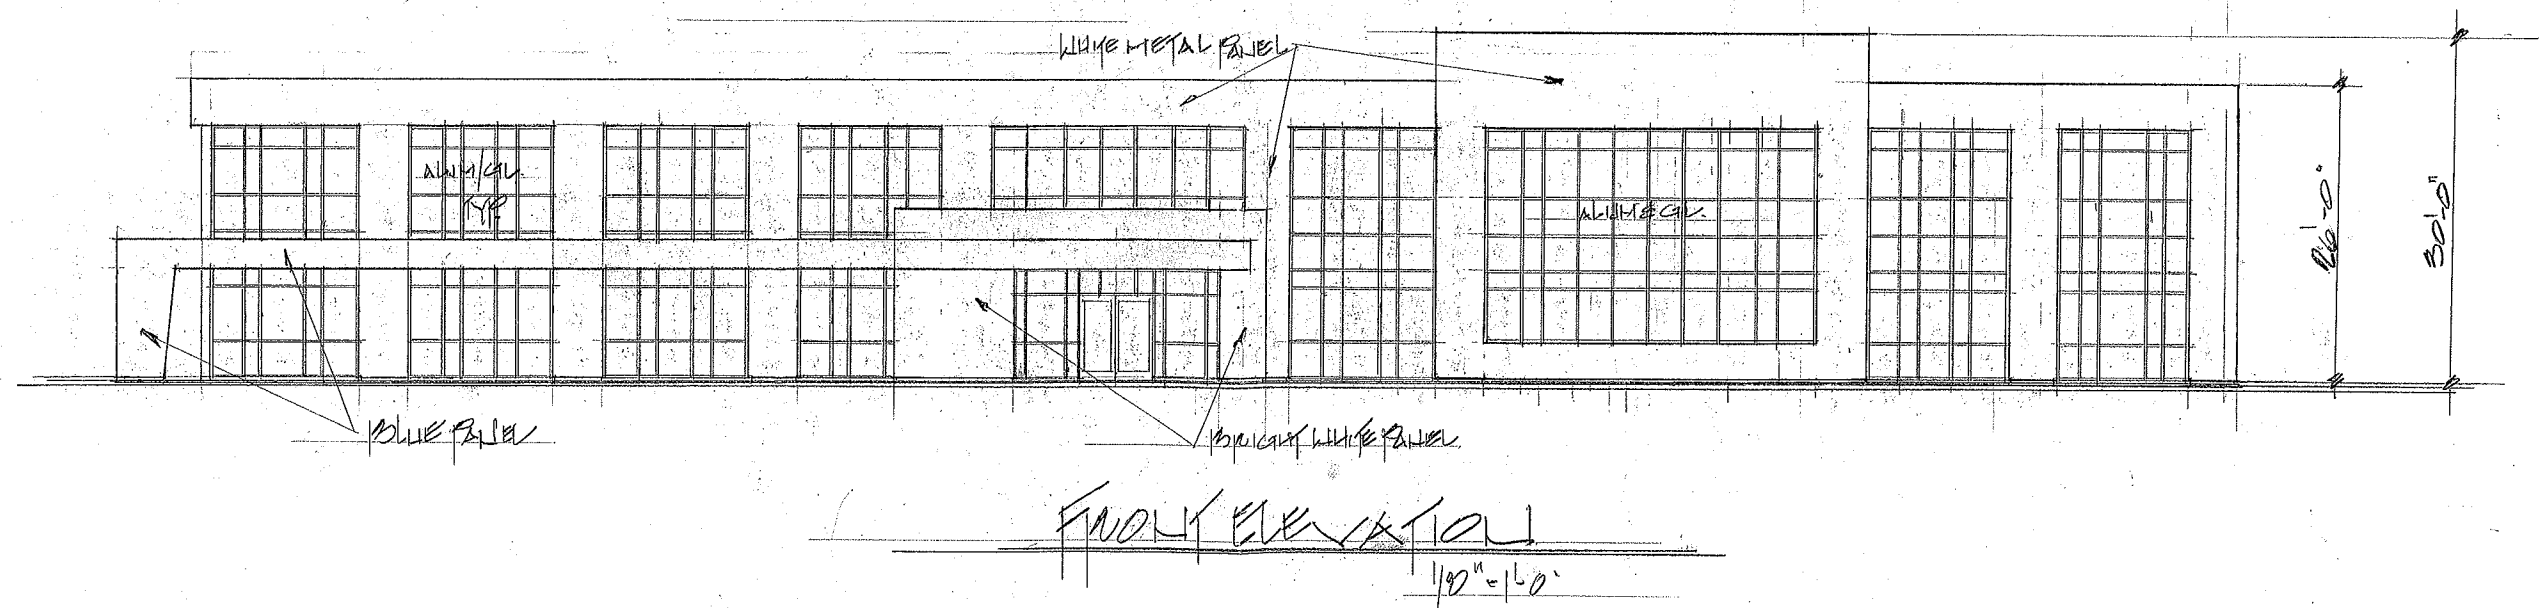 WHITE METAL PANEL
ALUM/GL
TYP.
ALUM & GL.
26'-0"
30'-0"
BLUE PANEL
BRIGHT WHITE PANEL
FRONT ELEVATION
1/8" = 1'-0"